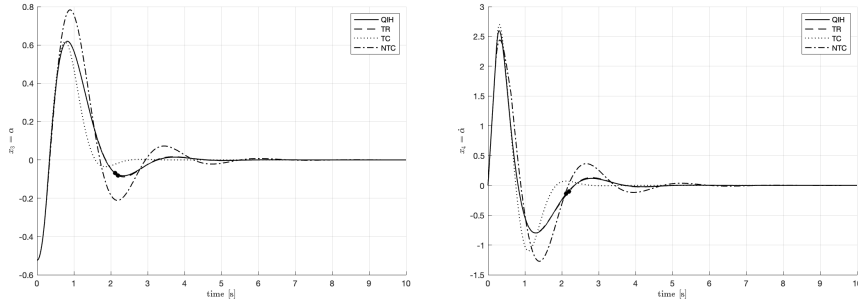 0.8
0.6
0.4
0.2
0
-0.2
-0.4
-0.6
x₃ = α
0 1 2 3 4 5 6 7 8 9 10
time [s]
QIH
TR
TC
NTC
3
2.5
2
1.5
1
0.5
0
-0.5
-1
-1.5
x₄ = α̇
0 1 2 3 4 5 6 7 8 9 10
time [s]
QIH
TR
TC
NTC